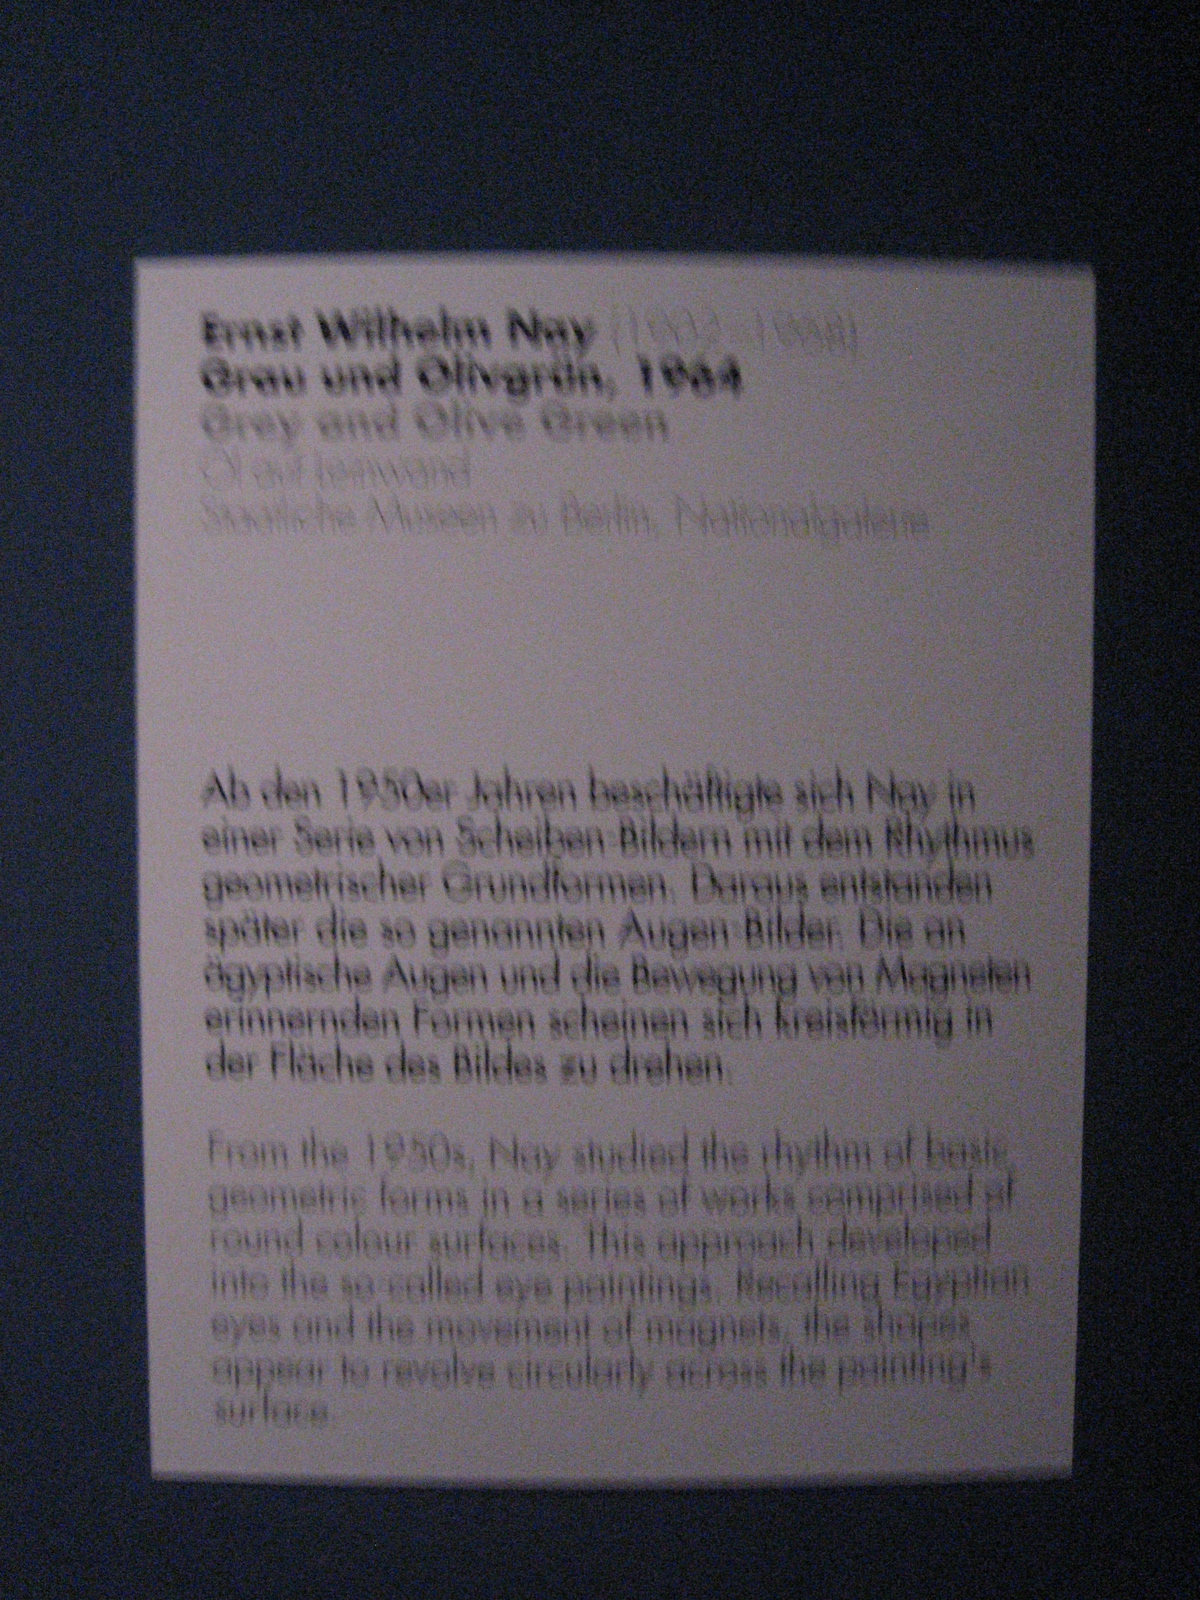 Ernst Wilhelm Nay (1902-1968)
Grau und Olivgrün, 1964
Grey and Olive Green
Öl auf Leinwand
Staatliche Museen zu Berlin, Nationalgalerie
Ab den 1950er Jahren beschäftigte sich Nay in
einer Serie von Scheiben-Bildern mit dem Rhythmus
geometrischer Grundformen. Daraus entstanden
später die so genannten Augen-Bilder. Die an
ägyptische Augen und die Bewegung von Magneten
erinnernden Formen scheinen sich kreisförmig in
der Fläche des Bildes zu drehen.
From the 1950s, Nay studied the rhythm of basic
geometric forms in a series of works comprised of
round colour surfaces. This approach developed
into the so-called eye paintings. Recalling Egyptian
eyes and the movement of magnets, the shapes
appear to revolve circularly across the painting's
surface.